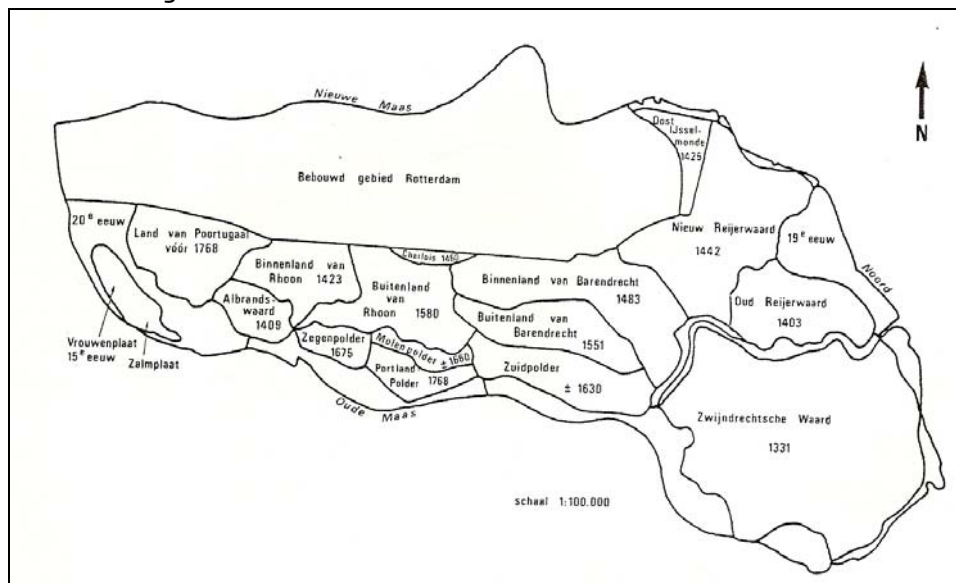 Nieuwe Maas
N
Oost
IJssel-
monde
1425
Bebouwd gebied Rotterdam
20e eeuw
Land van Poortugaal
vóór 1768
Nieuw Reijerwaard
1442
19e eeuw
Noord
Charlois 1460
Binnenland van
Rhoon 1423
Buitenland
van
Rhoon
1580
Binnenland van Barendrecht
1483
Albrands-
waard
1409
Buitenland van
Barendrecht
1551
Oud Reijerwaard
1403
Zegenpolder
1675
Molenpolder ± 1680
Vrouwenplaat
15e eeuw
Zalmplaat
Portland
Polder
1768
Zuidpolder
± 1630
Oude Maas
Zwijndrechtsche Waard
1331
schaal 1:100.000